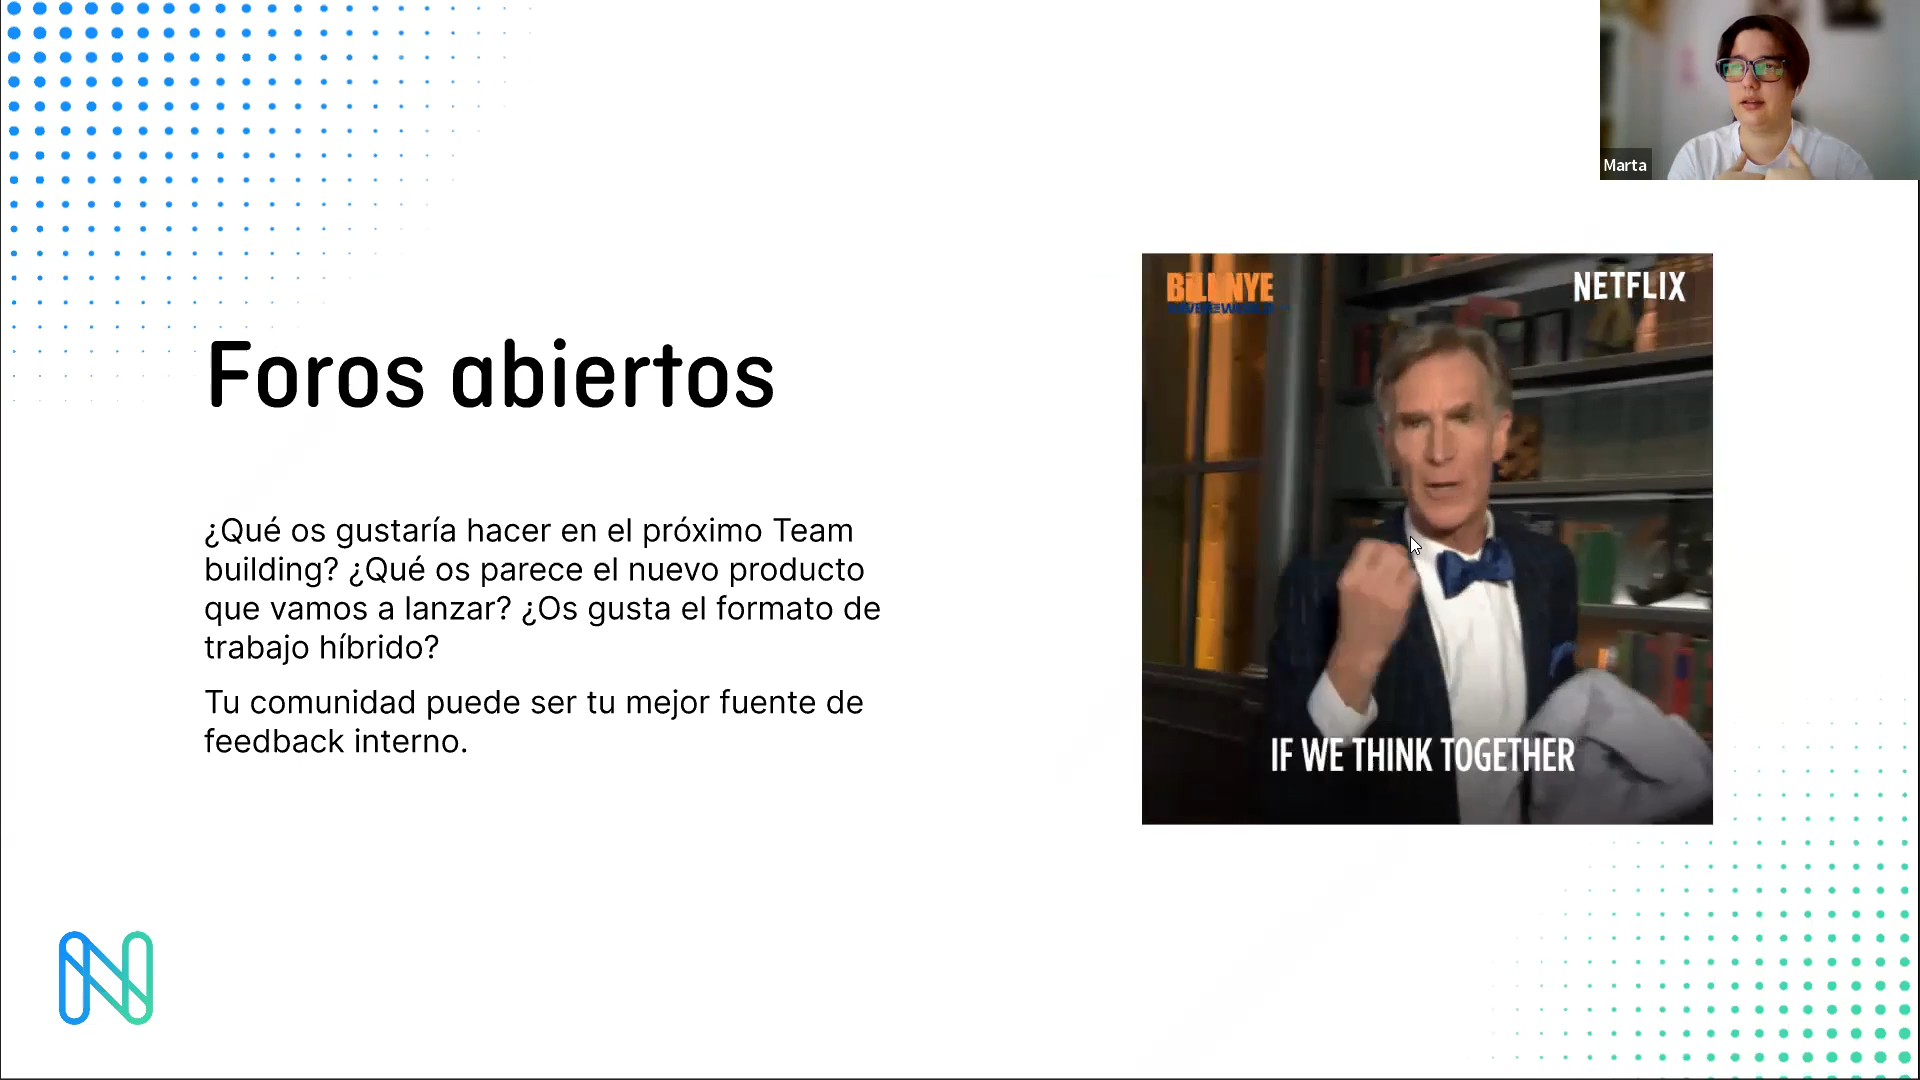 Marta
BILL NYE
NETFLIX
Foros abiertos
¿Qué os gustaría hacer en el próximo Team
building? ¿Qué os parece el nuevo producto
que vamos a lanzar? ¿Os gusta el formato de
trabajo híbrido?
Tu comunidad puede ser tu mejor fuente de
feedback interno.
IF WE THINK TOGETHER
N